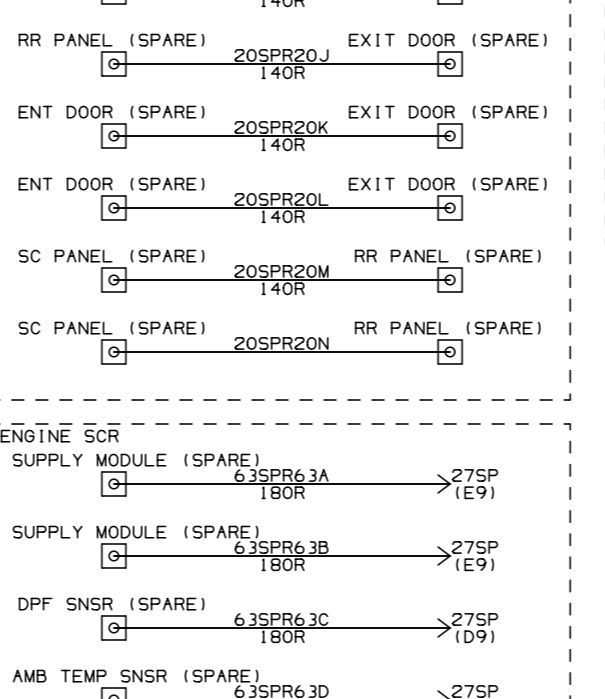 140R
RR PANEL (SPARE) EXIT DOOR (SPARE)
20SPR20J
140R
ENT DOOR (SPARE) EXIT DOOR (SPARE)
20SPR20K
140R
ENT DOOR (SPARE) EXIT DOOR (SPARE)
20SPR20L
140R
SC PANEL (SPARE) RR PANEL (SPARE)
20SPR20M
140R
SC PANEL (SPARE) RR PANEL (SPARE)
20SPR20N
ENGINE SCR
SUPPLY MODULE (SPARE)
63SPR63A 27SP
180R (E9)
SUPPLY MODULE (SPARE)
63SPR63B 27SP
180R (E9)
DPF SNSR (SPARE)
63SPR63C 27SP
180R (D9)
AMB TEMP SNSR (SPARE)
63SPR63D 27SP